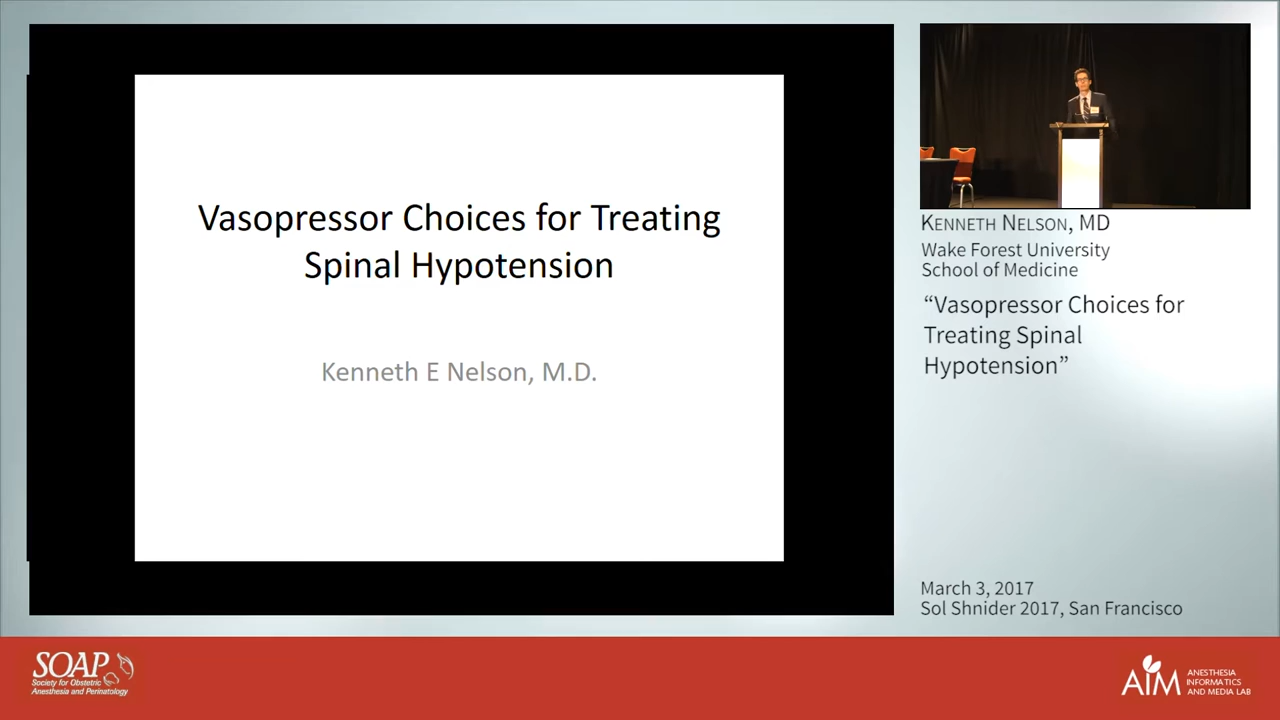 Vasopressor Choices for Treating
Spinal Hypotension
Kenneth E Nelson, M.D.
KENNETH NELSON, MD
Wake Forest University
School of Medicine
“Vasopressor Choices for
Treating Spinal
Hypotension”
March 3, 2017
Sol Shnider 2017, San Francisco
SOAP
Society for Obstetric
Anesthesia and Perinatology
AIM
ANESTHESIA
INFORMATICS
AND MEDIA LAB